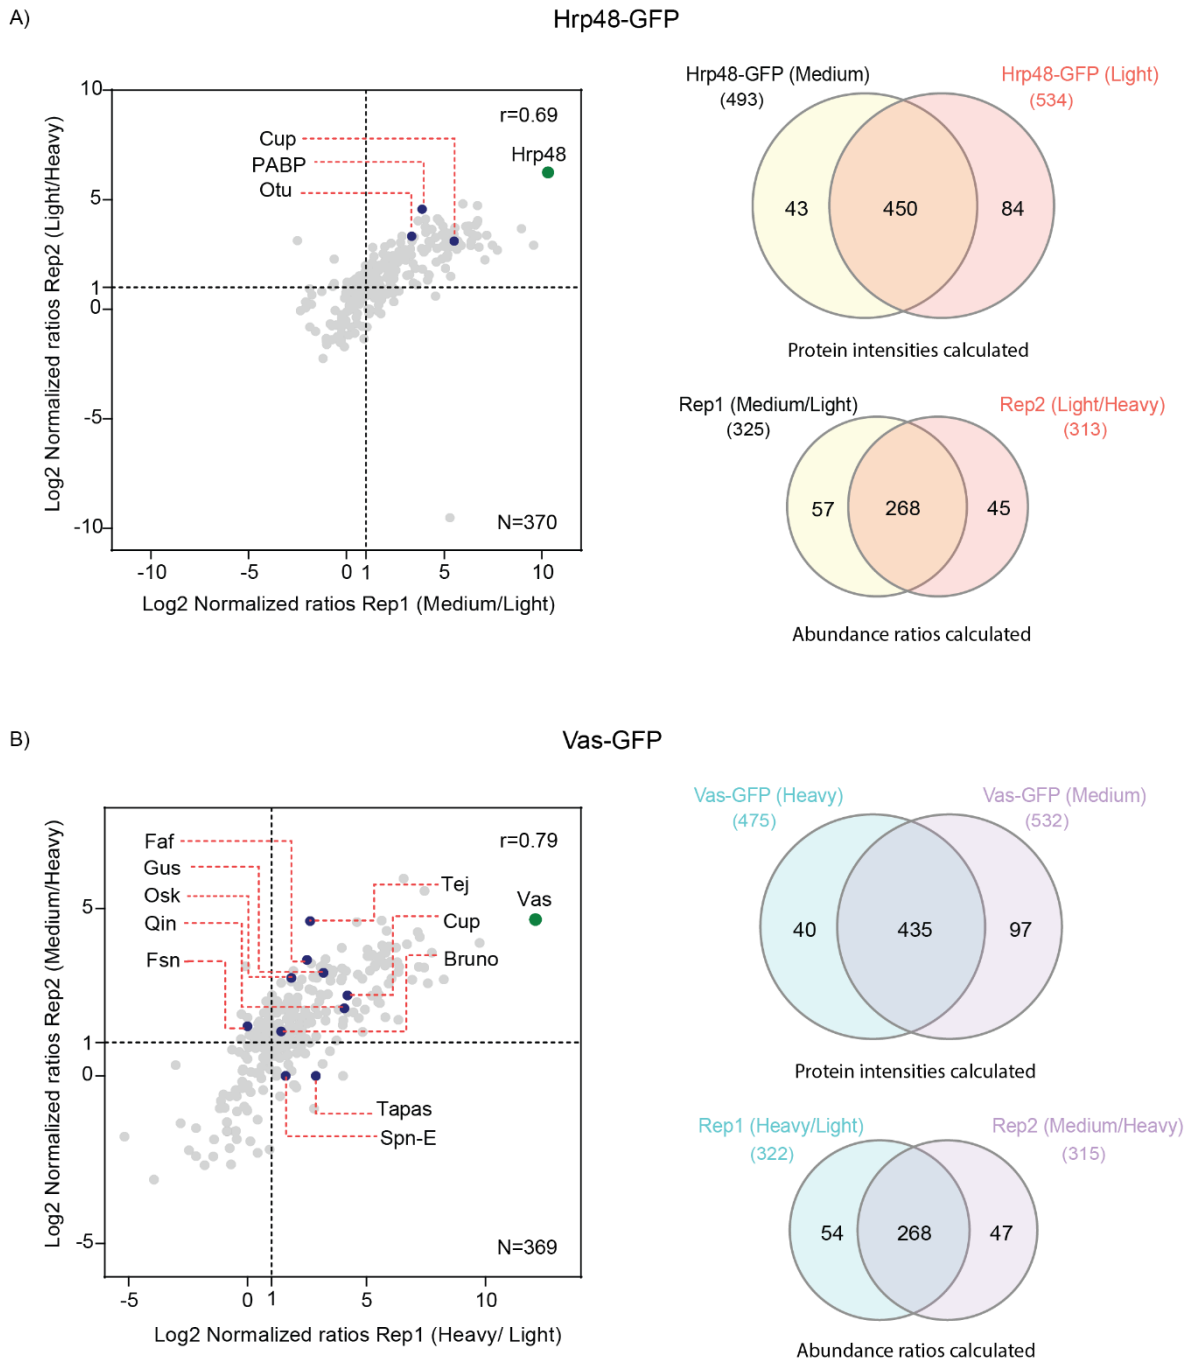 A)
Hrp48-GFP
Log2 Normalized ratios Rep2 (Light/Heavy)
10
5
1
0
-5
-10
r=0.69
Cup
PABP
Otu
Hrp48
N=370
-10
-5
0
1
5
10
Log2 Normalized ratios Rep1 (Medium/Light)
Hrp48-GFP (Medium)
(493)
Hrp48-GFP (Light)
(534)
43
450
84
Protein intensities calculated
Rep1 (Medium/Light)
(325)
Rep2 (Light/Heavy)
(313)
57
268
45
Abundance ratios calculated
B)
Vas-GFP
Log2 Normalized ratios Rep2 (Medium/Heavy)
5
1
0
-5
r=0.79
Faf
Gus
Osk
Qin
Fsn
Tej
Cup
Bruno
Vas
Tapas
Spn-E
N=369
-5
0
1
5
10
Log2 Normalized ratios Rep1 (Heavy/ Light)
Vas-GFP (Heavy)
(475)
Vas-GFP (Medium)
(532)
40
435
97
Protein intensities calculated
Rep1 (Heavy/Light)
(322)
Rep2 (Medium/Heavy)
(315)
54
268
47
Abundance ratios calculated